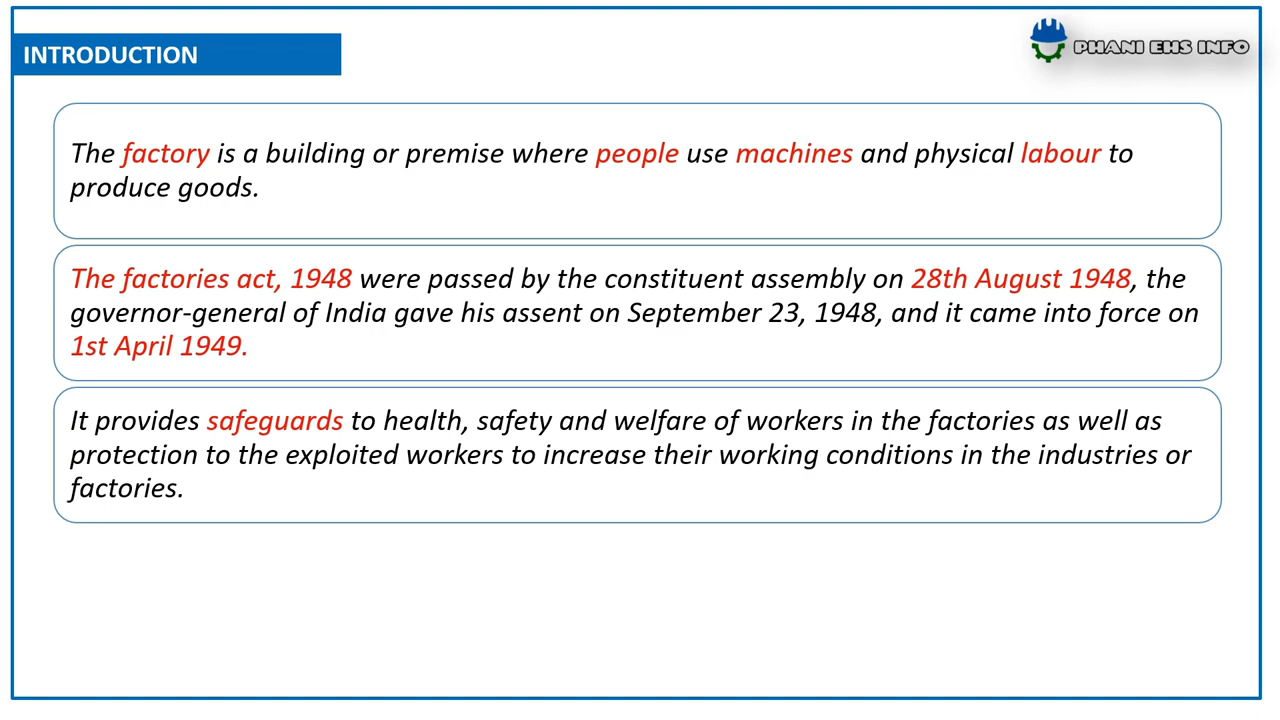 INTRODUCTION
PHANI EHS INFO
The factory is a building or premise where people use machines and physical labour to
produce goods.
The factories act, 1948 were passed by the constituent assembly on 28th August 1948, the
governor-general of India gave his assent on September 23, 1948, and it came into force on
1st April 1949.
It provides safeguards to health, safety and welfare of workers in the factories as well as
protection to the exploited workers to increase their working conditions in the industries or
factories.